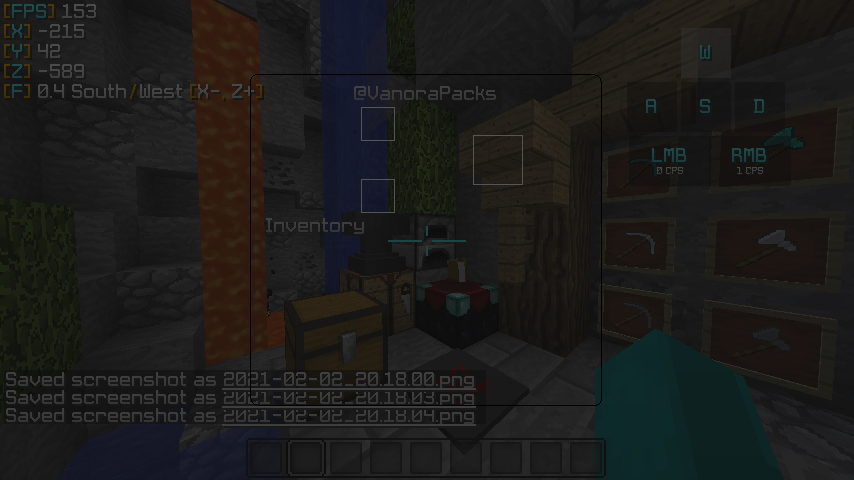 [FPS] 153
[X] -215
[Y] 42
[Z] -589
[F] 0.4 South/West [X-, Z+]
@VanoraPacks
W
A S D
LMB RMB
0 CPS 1 CPS
Inventory
Saved screenshot as 2021-02-02_20.18.00.png
Saved screenshot as 2021-02-02_20.18.03.png
Saved screenshot as 2021-02-02_20.18.04.png